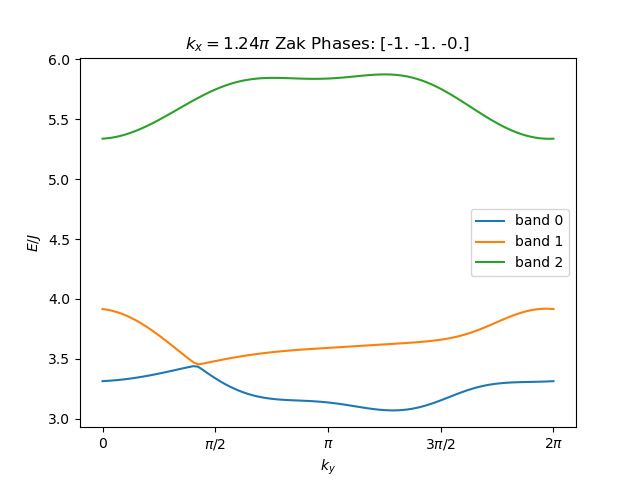 $k_x = 1.24\pi$ Zak Phases: [-1. -1. -0.]
6.0
5.5
5.0
4.5
4.0
3.5
3.0
E/J
band 0
band 1
band 2
0
π/2
π
3π/2
2π
$k_y$